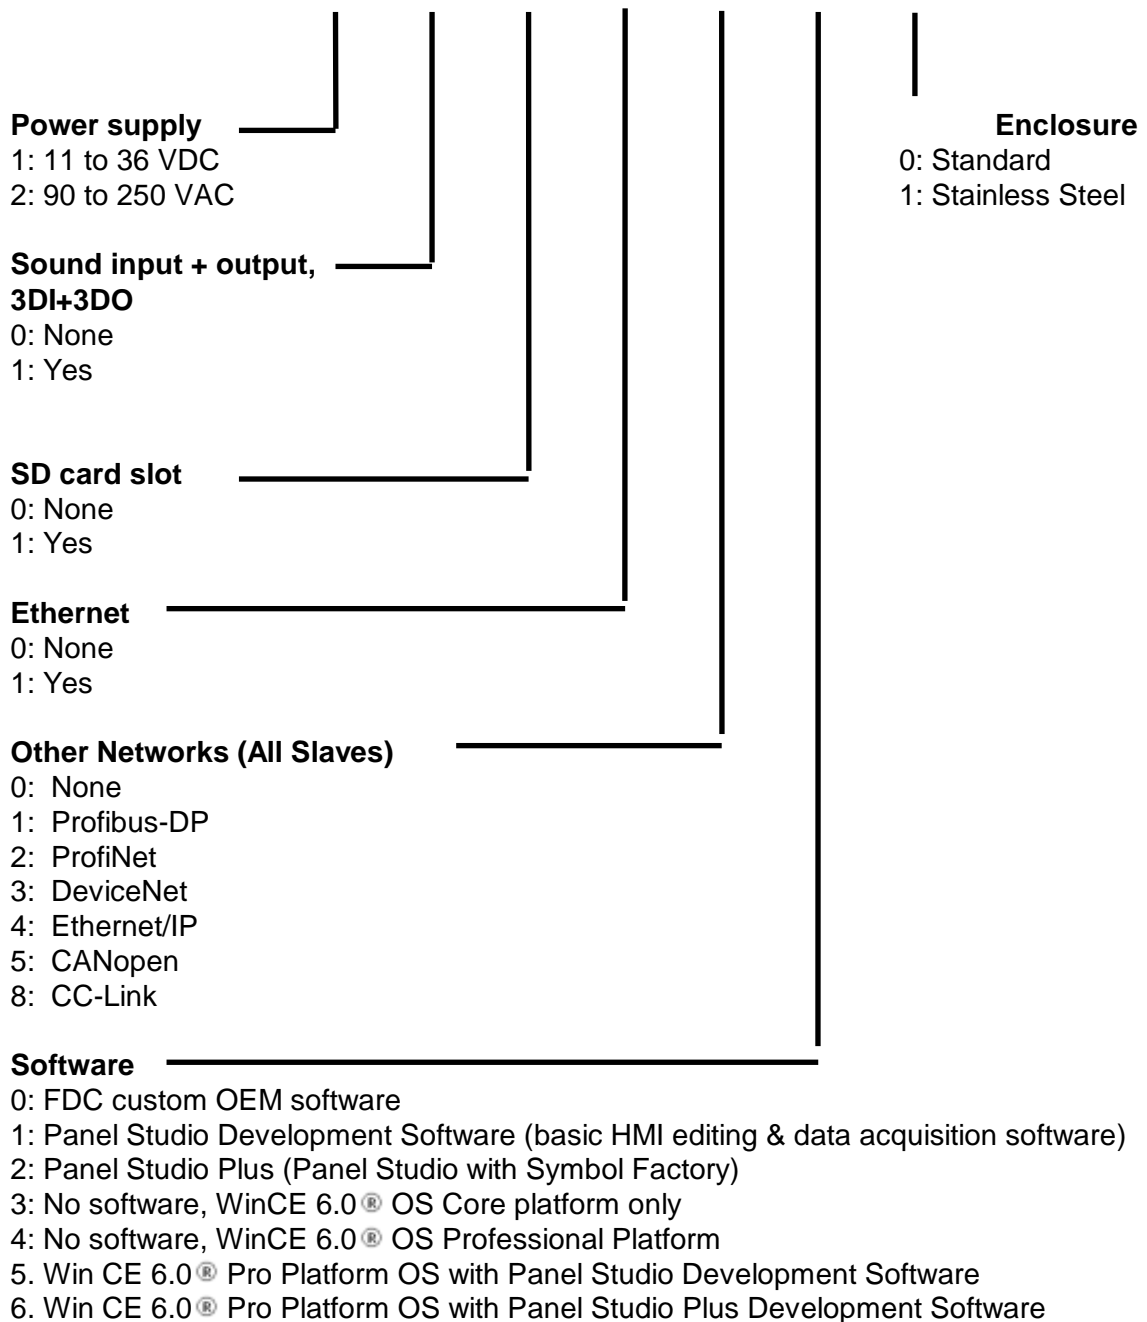 Power supply
1: 11 to 36 VDC
2: 90 to 250 VAC
Enclosure
0: Standard
1: Stainless Steel
Sound input + output,
3DI+3DO
0: None
1: Yes
SD card slot
0: None
1: Yes
Ethernet
0: None
1: Yes
Other Networks (All Slaves)
0: None
1: Profibus-DP
2: ProfiNet
3: DeviceNet
4: Ethernet/IP
5: CANopen
8: CC-Link
Software
0: FDC custom OEM software
1: Panel Studio Development Software (basic HMI editing & data acquisition software)
2: Panel Studio Plus (Panel Studio with Symbol Factory)
3: No software, WinCE 6.0® OS Core platform only
4: No software, WinCE 6.0® OS Professional Platform
5. Win CE 6.0® Pro Platform OS with Panel Studio Development Software
6. Win CE 6.0® Pro Platform OS with Panel Studio Plus Development Software